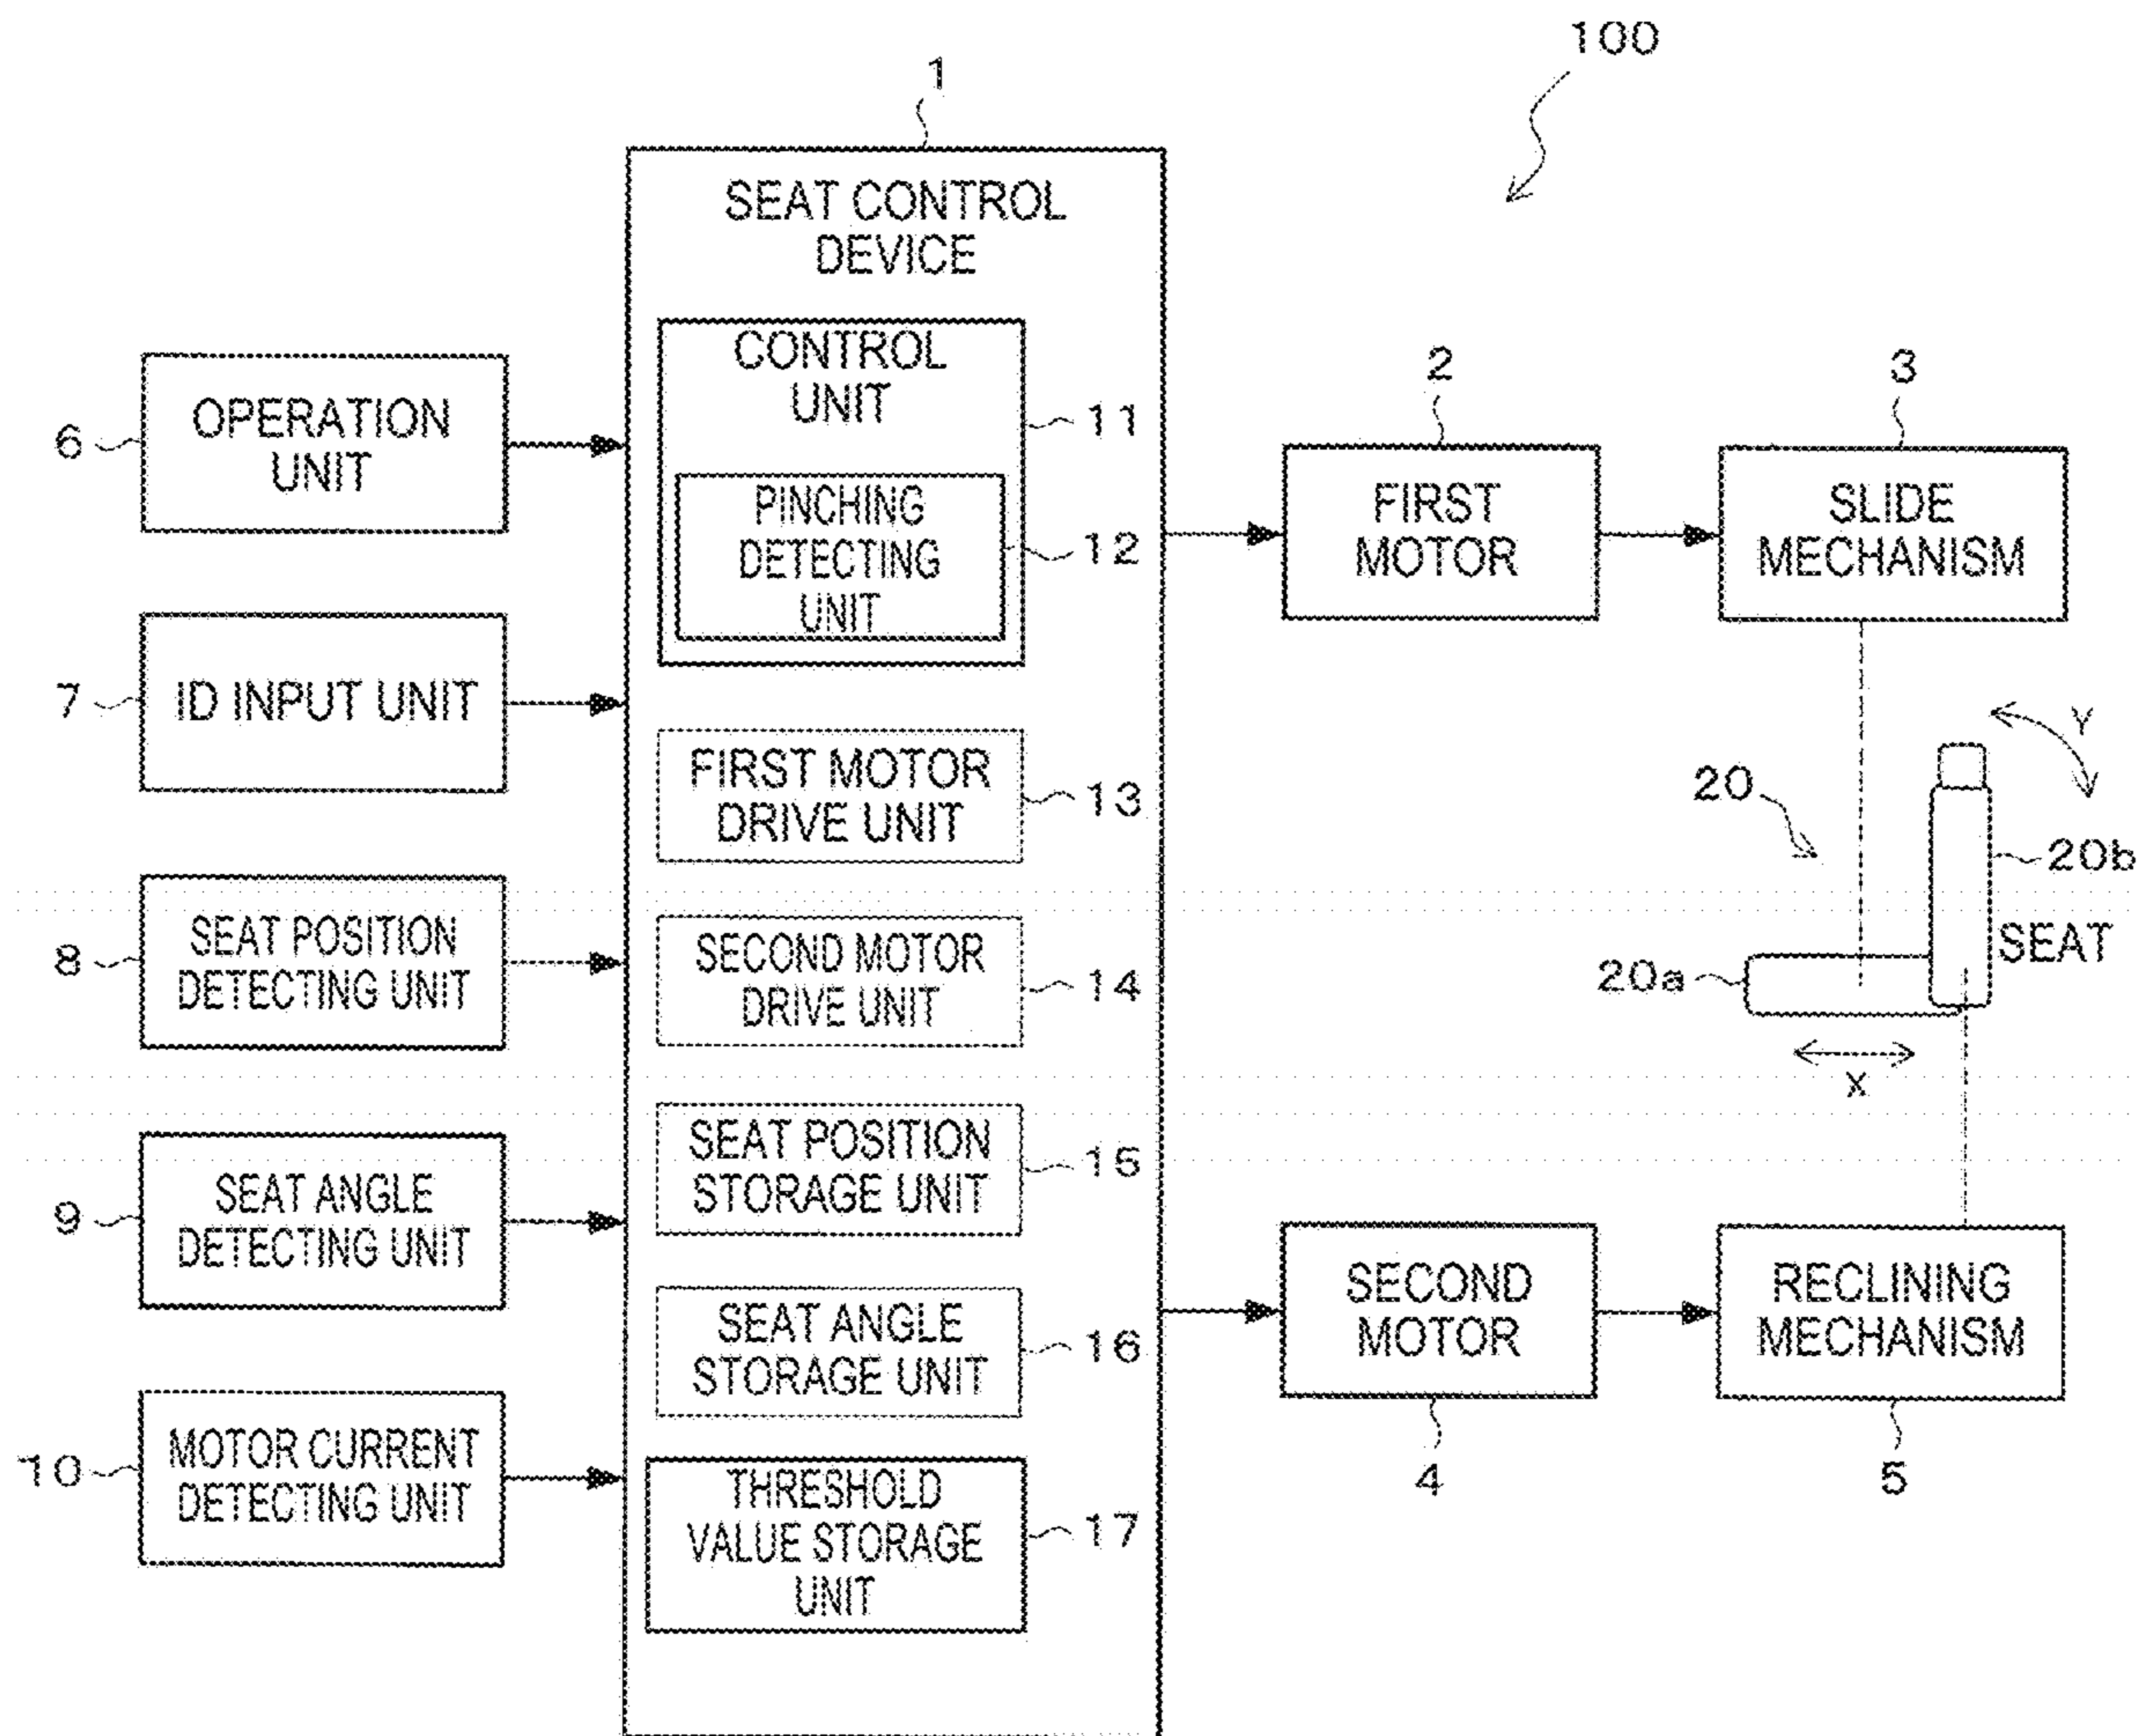 100
1
SEAT CONTROL
DEVICE
CONTROL
UNIT
11
PINCHING
DETECTING
UNIT
12
FIRST MOTOR
DRIVE UNIT
13
SECOND MOTOR
DRIVE UNIT
14
SEAT POSITION
STORAGE UNIT
15
SEAT ANGLE
STORAGE UNIT
16
THRESHOLD
VALUE STORAGE
UNIT
17
6
OPERATION
UNIT
7
ID INPUT UNIT
8
SEAT POSITION
DETECTING UNIT
9
SEAT ANGLE
DETECTING UNIT
10
MOTOR CURRENT
DETECTING UNIT
2
FIRST
MOTOR
3
SLIDE
MECHANISM
Y
20
20b
SEAT
20a
X
SECOND
MOTOR
4
RECLINING
MECHANISM
5